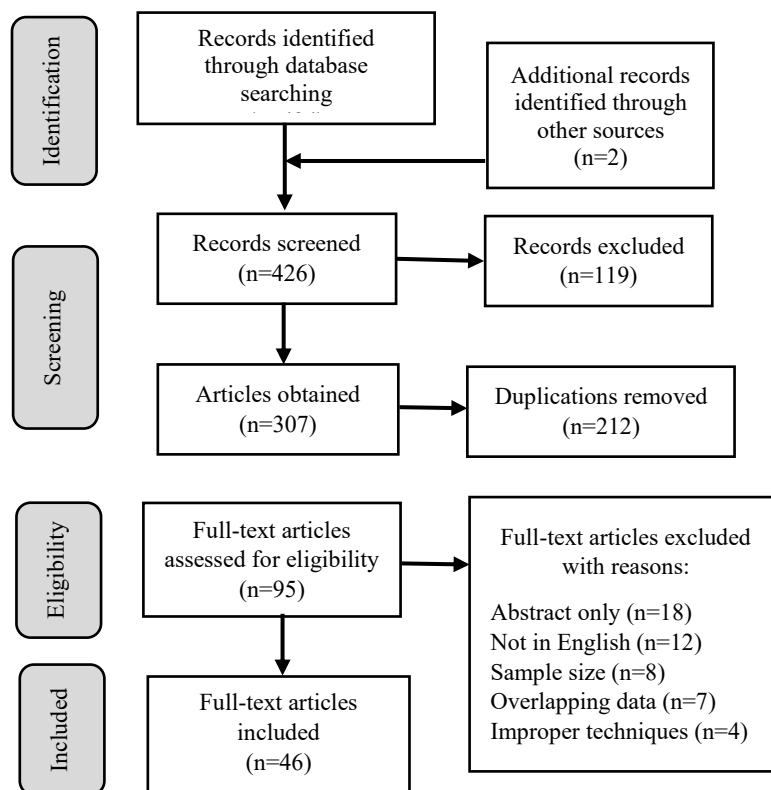 Identification
Records identified
through database
searching
Additional records
identified through
other sources
(n=2)
Screening
Records screened
(n=426)
Records excluded
(n=119)
Articles obtained
(n=307)
Duplications removed
(n=212)
Eligibility
Full-text articles
assessed for eligibility
(n=95)
Full-text articles excluded
with reasons:
Abstract only (n=18)
Not in English (n=12)
Sample size (n=8)
Overlapping data (n=7)
Improper techniques (n=4)
Included
Full-text articles
included
(n=46)